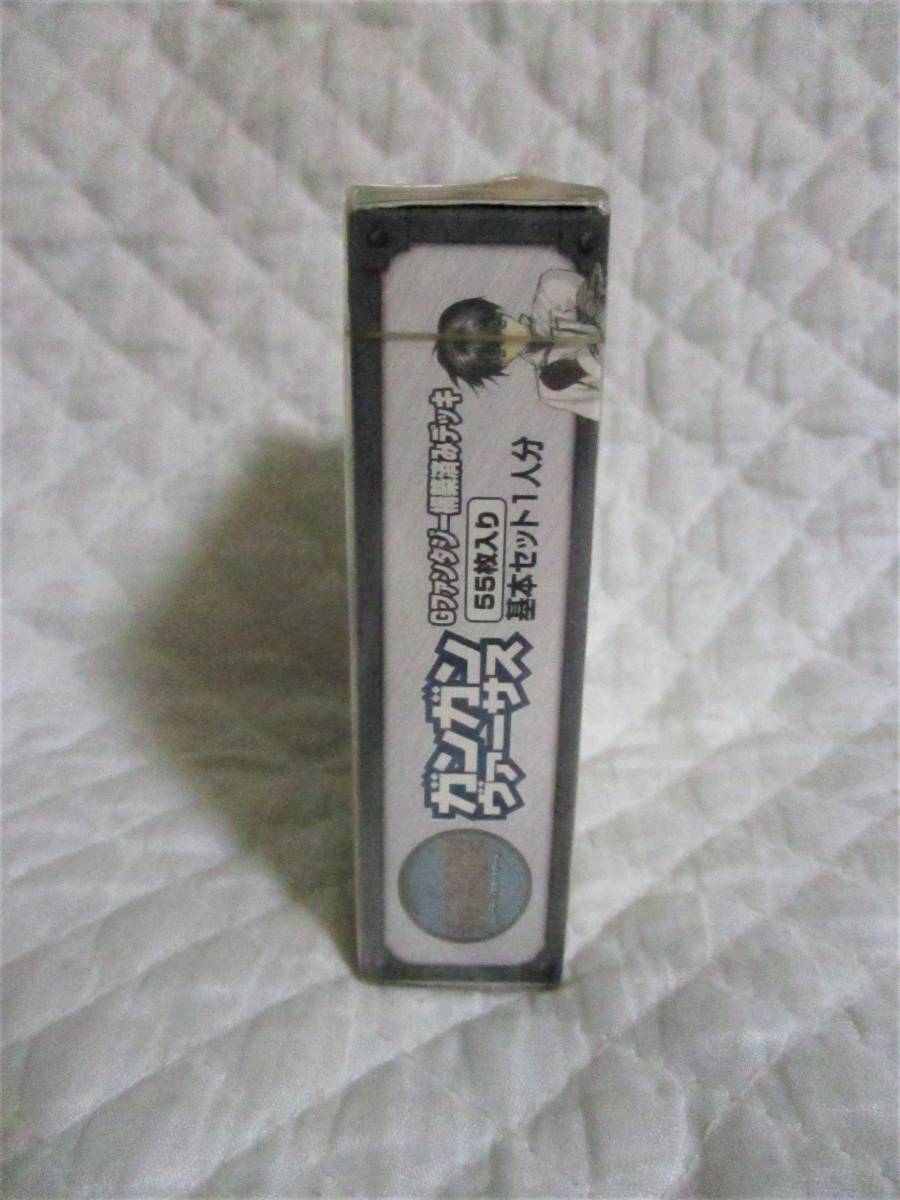 ガンガン
ヴァーサス
Gファンタジー構築済みデッキ
55枚入り
基本セット1人分